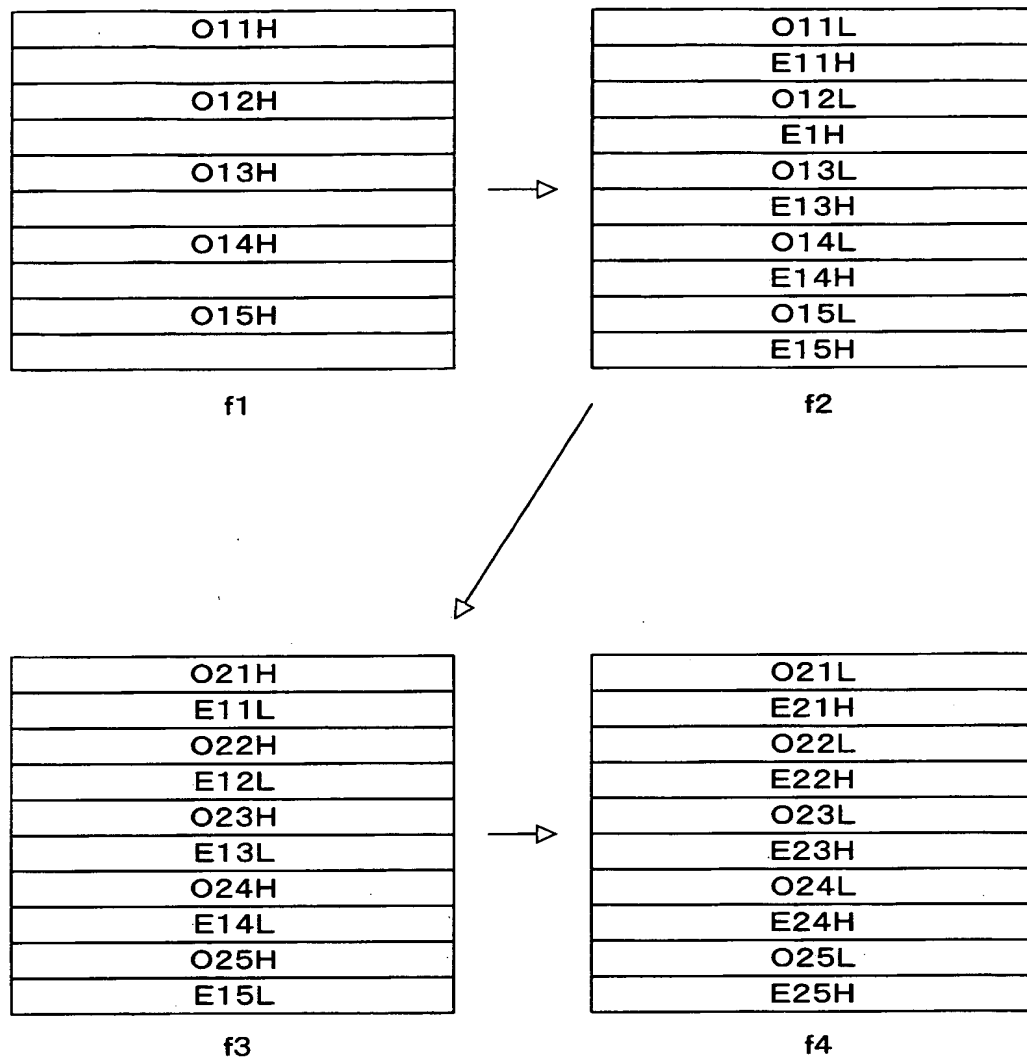 O11H
O12H
O13H
O14H
O15H
f1
O11L
E11H
O12L
E1H
O13L
E13H
O14L
E14H
O15L
E15H
f2
O21H
E11L
O22H
E12L
O23H
E13L
O24H
E14L
O25H
E15L
f3
O21L
E21H
O22L
E22H
O23L
E23H
O24L
E24H
O25L
E25H
f4